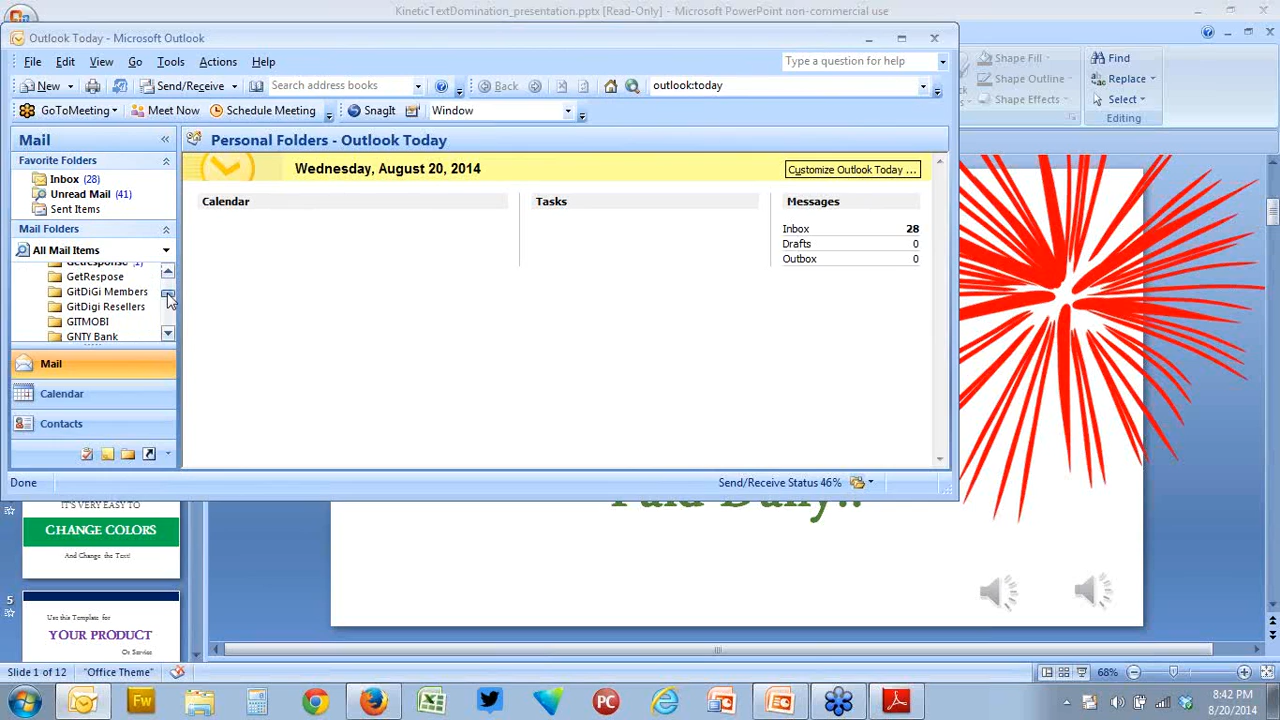 KineticTextDomination_presentation.pptx [Read-Only] - Microsoft PowerPoint non-commercial use
Outlook Today - Microsoft Outlook
File Edit View Go Tools Actions Help
Type a question for help
New Send/Receive Search address books Back outlook:today
GoToMeeting Meet Now Schedule Meeting SnagIt Window
Shape Fill
Shape Outline
Shape Effects
Find
Replace
Select
Editing
Mail
Favorite Folders
Inbox (28)
Unread Mail (41)
Sent Items
Mail Folders
All Mail Items
GetResponse (1)
GetRespose
GitDiGi Members
GitDigi Resellers
GITMOBI
GNTY Bank
Mail
Calendar
Contacts
Personal Folders - Outlook Today
Wednesday, August 20, 2014
Customize Outlook Today ...
Calendar Tasks Messages
Inbox 28
Drafts 0
Outbox 0
Done
Send/Receive Status 46%
Paid Daily!!
IT'S VERY EASY TO
CHANGE COLORS
And Change the Text!
5
Use this Template for
YOUR PRODUCT
Or Service
Slide 1 of 12 "Office Theme" 68%
Fw PC
8:42 PM
8/20/2014